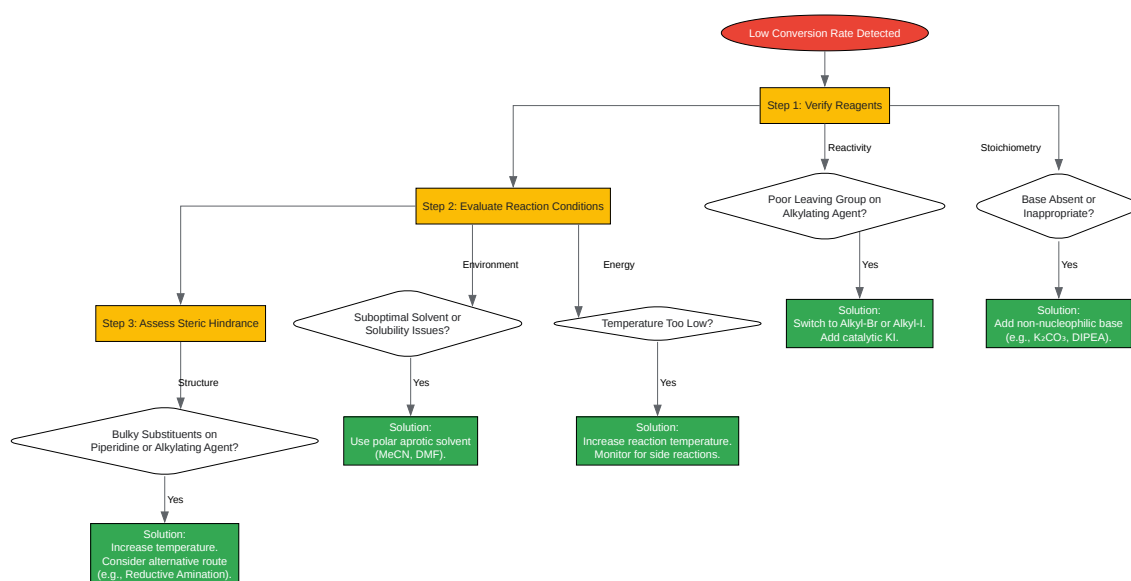 Low Conversion Rate Detected
Step 1: Verify Reagents
Reactivity
Stoichiometry
Poor Leaving Group on
Alkylating Agent?
Base Absent or
Inappropriate?
Step 2: Evaluate Reaction Conditions
Yes
Yes
Environment
Energy
Solution:
Switch to Alkyl-Br or Alkyl-I.
Add catalytic KI.
Solution:
Add non-nucleophilic base
(e.g., K₂CO₃, DIPEA).
Step 3: Assess Steric Hindrance
Suboptimal Solvent or
Solubility Issues?
Temperature Too Low?
Structure
Yes
Yes
Bulky Substituents on
Piperidine or Alkylating Agent?
Solution:
Use polar aprotic solvent
(MeCN, DMF).
Solution:
Increase reaction temperature.
Monitor for side reactions.
Yes
Solution:
Increase temperature.
Consider alternative route
(e.g., Reductive Amination).